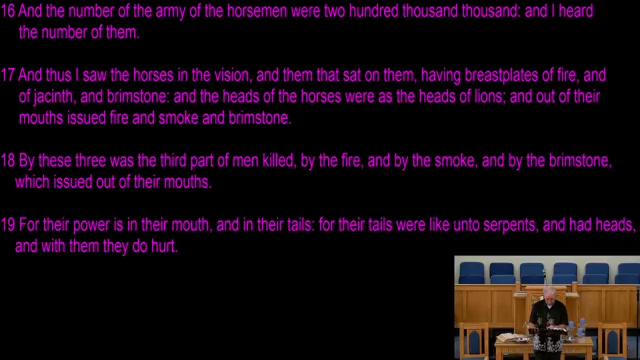 16 And the number of the army of the horsemen were two hundred thousand thousand: and I heard
the number of them.
17 And thus I saw the horses in the vision, and them that sat on them, having breastplates of fire, and
of jacinth, and brimstone: and the heads of the horses were as the heads of lions; and out of their
mouths issued fire and smoke and brimstone.
18 By these three was the third part of men killed, by the fire, and by the smoke, and by the brimstone,
which issued out of their mouths.
19 For their power is in their mouth, and in their tails: for their tails were like unto serpents, and had heads,
and with them they do hurt.